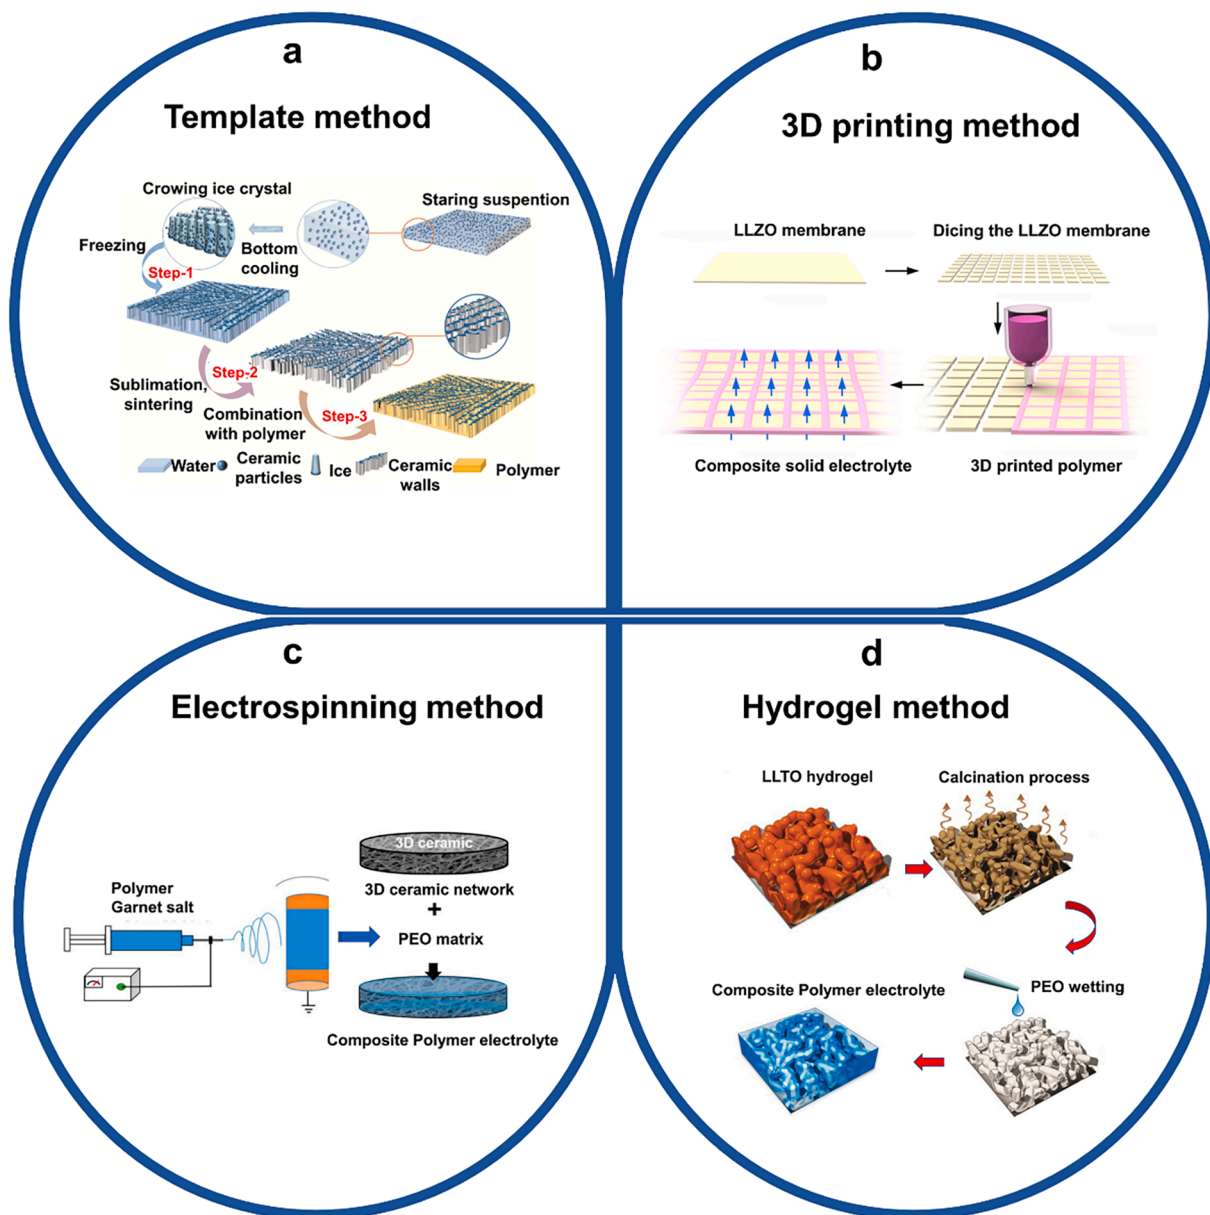 a
Template method
Crowing ice crystal
Staring suspention
Freezing
Bottom
cooling
Step-1
Step-2
Sublimation,
sintering
Combination
with polymer
Step-3
Water
Ceramic
particles
Ice
Ceramic
walls
Polymer
b
3D printing method
LLZO membrane
Dicing the LLZO membrane
Composite solid electrolyte
3D printed polymer
c
Electrospinning method
Polymer
Garnet salt
3D ceramic
3D ceramic network
+
PEO matrix
Composite Polymer electrolyte
d
Hydrogel method
LLTO hydrogel
Calcination process
Composite Polymer electrolyte
PEO wetting